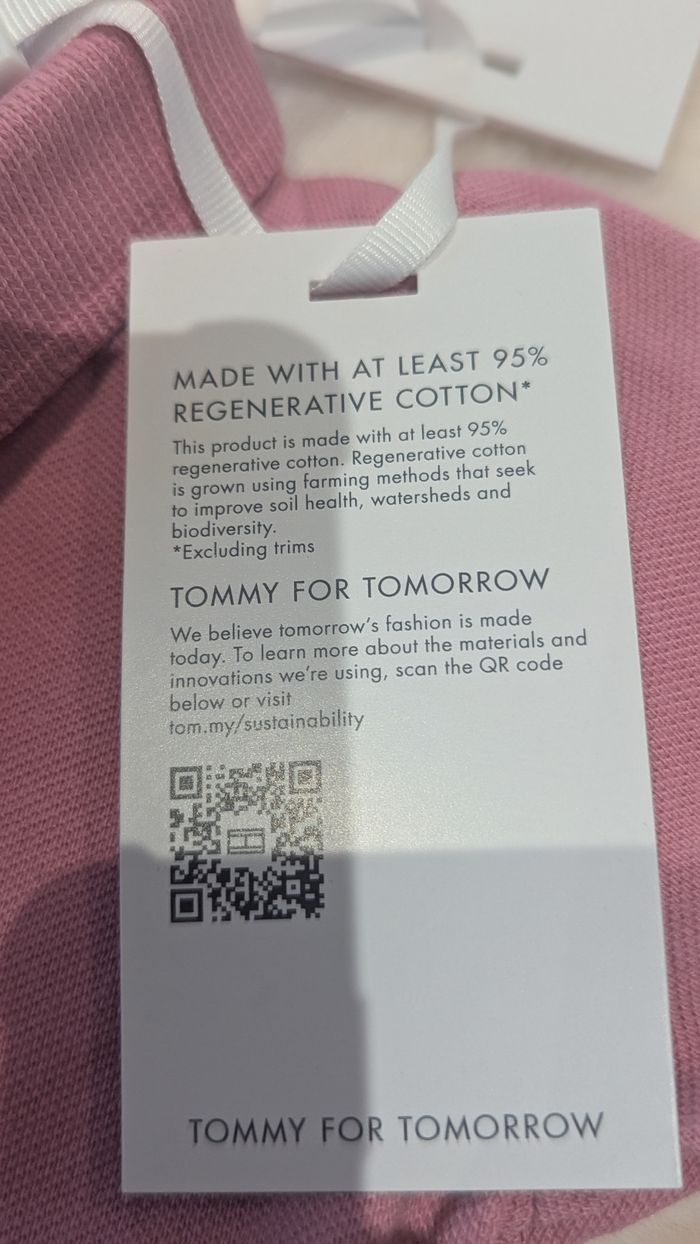 MADE WITH AT LEAST 95%
REGENERATIVE COTTON*
This product is made with at least 95%
regenerative cotton. Regenerative cotton
is grown using farming methods that seek
to improve soil health, watersheds and
biodiversity.
*Excluding trims
TOMMY FOR TOMORROW
We believe tomorrow's fashion is made
today. To learn more about the materials and
innovations we're using, scan the QR code
below or visit
tom.my/sustainability
TOMMY FOR TOMORROW